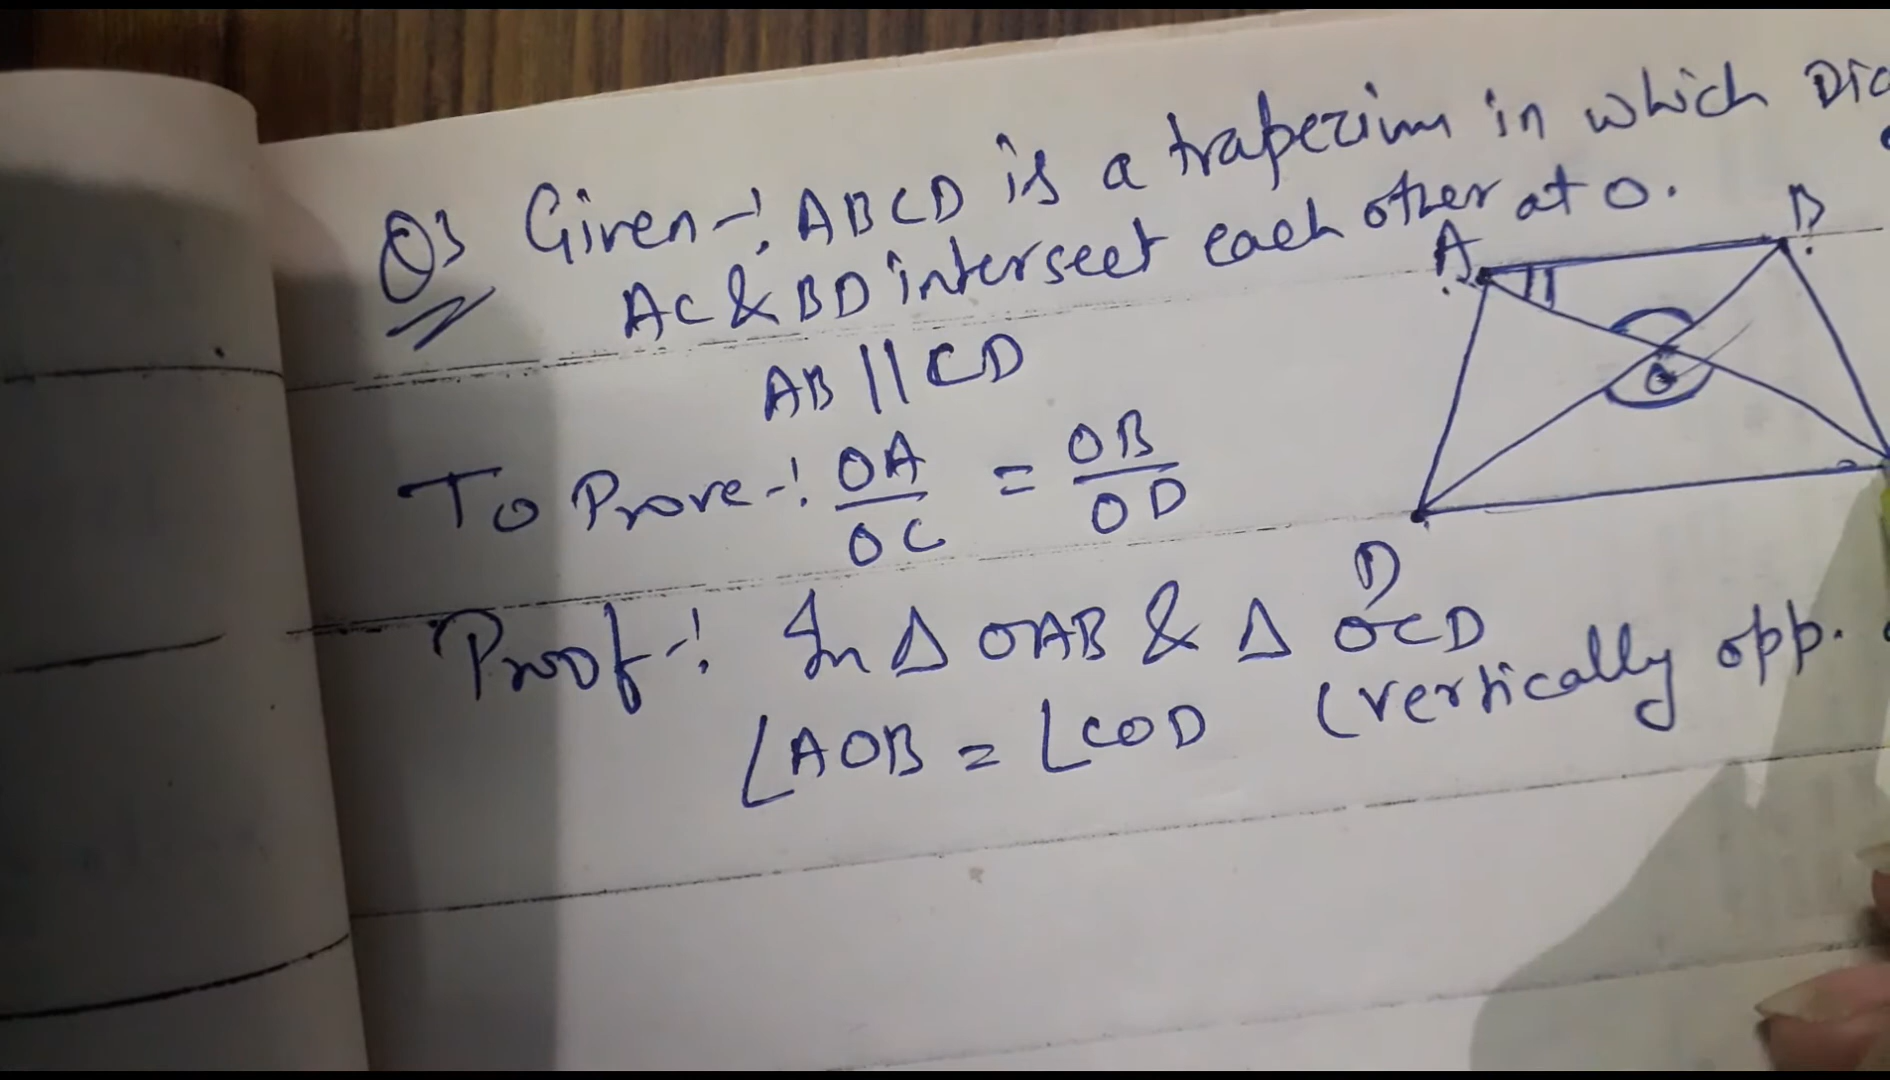 Q3 Given-: ABCD is a trapezium in which Dia
AC & BD intersect each other at O.
AB || CD
A
B
O
D
To Prove-: OA/OC = OB/OD
Proof-: In Δ OAB & Δ OCD
∠AOB = ∠COD (vertically opp.